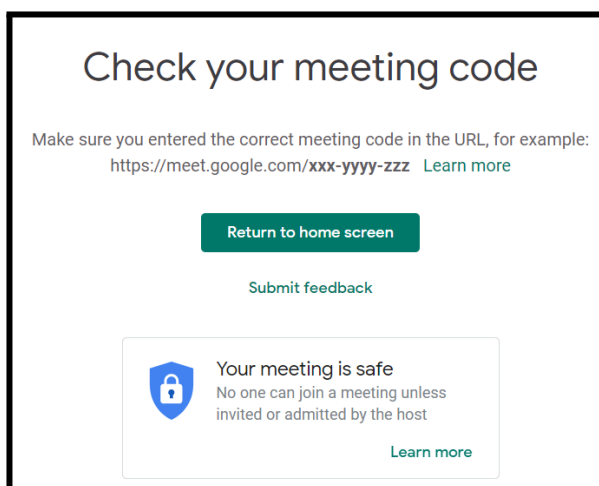 Check your meeting code
Make sure you entered the correct meeting code in the URL, for example:
https://meet.google.com/xxx-yyyy-zzz Learn more
Return to home screen
Submit feedback
Your meeting is safe
No one can join a meeting unless
invited or admitted by the host
Learn more